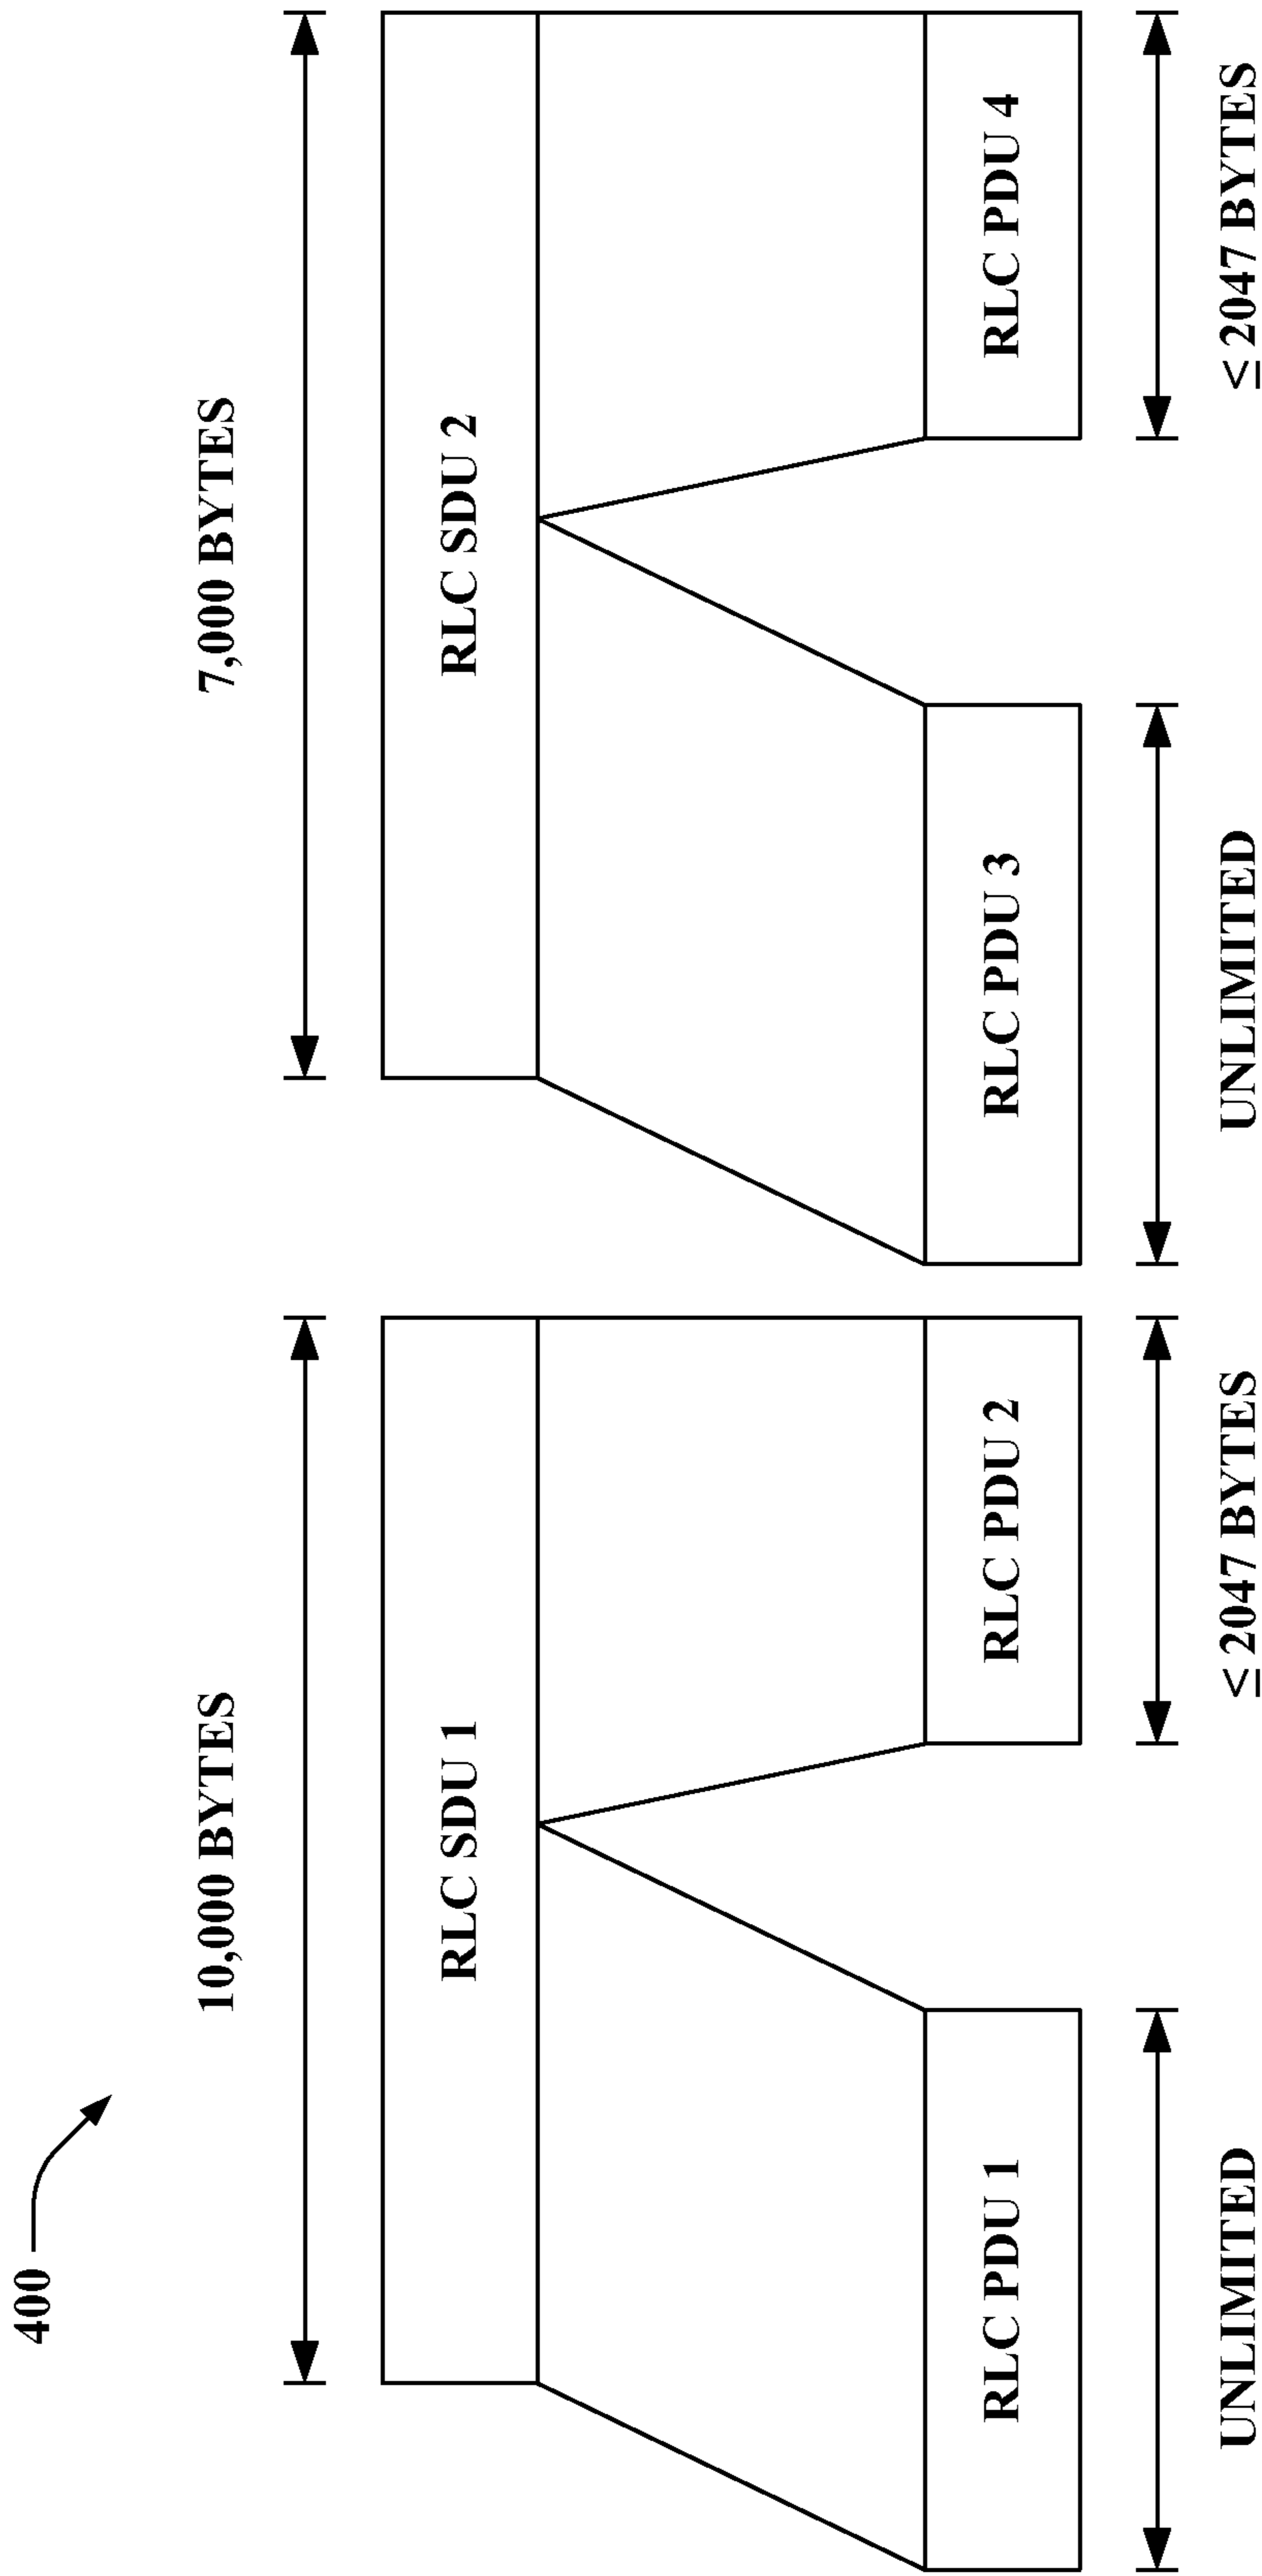 400
10,000 BYTES
7,000 BYTES
RLC SDU 1
RLC SDU 2
RLC PDU 1
RLC PDU 2
RLC PDU 3
RLC PDU 4
UNLIMITED
≤ 2047 BYTES
UNLIMITED
≤ 2047 BYTES